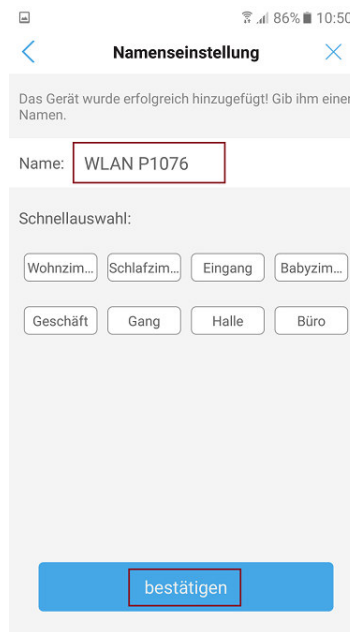 86% 10:50
Namenseinstellung
Das Gerät wurde erfolgreich hinzugefügt! Gib ihm einen
Namen.
Name: WLAN P1076
Schnellauswahl:
Wohnzim... Schlafzim... Eingang Babyzim...
Geschäft Gang Halle Büro
bestätigen